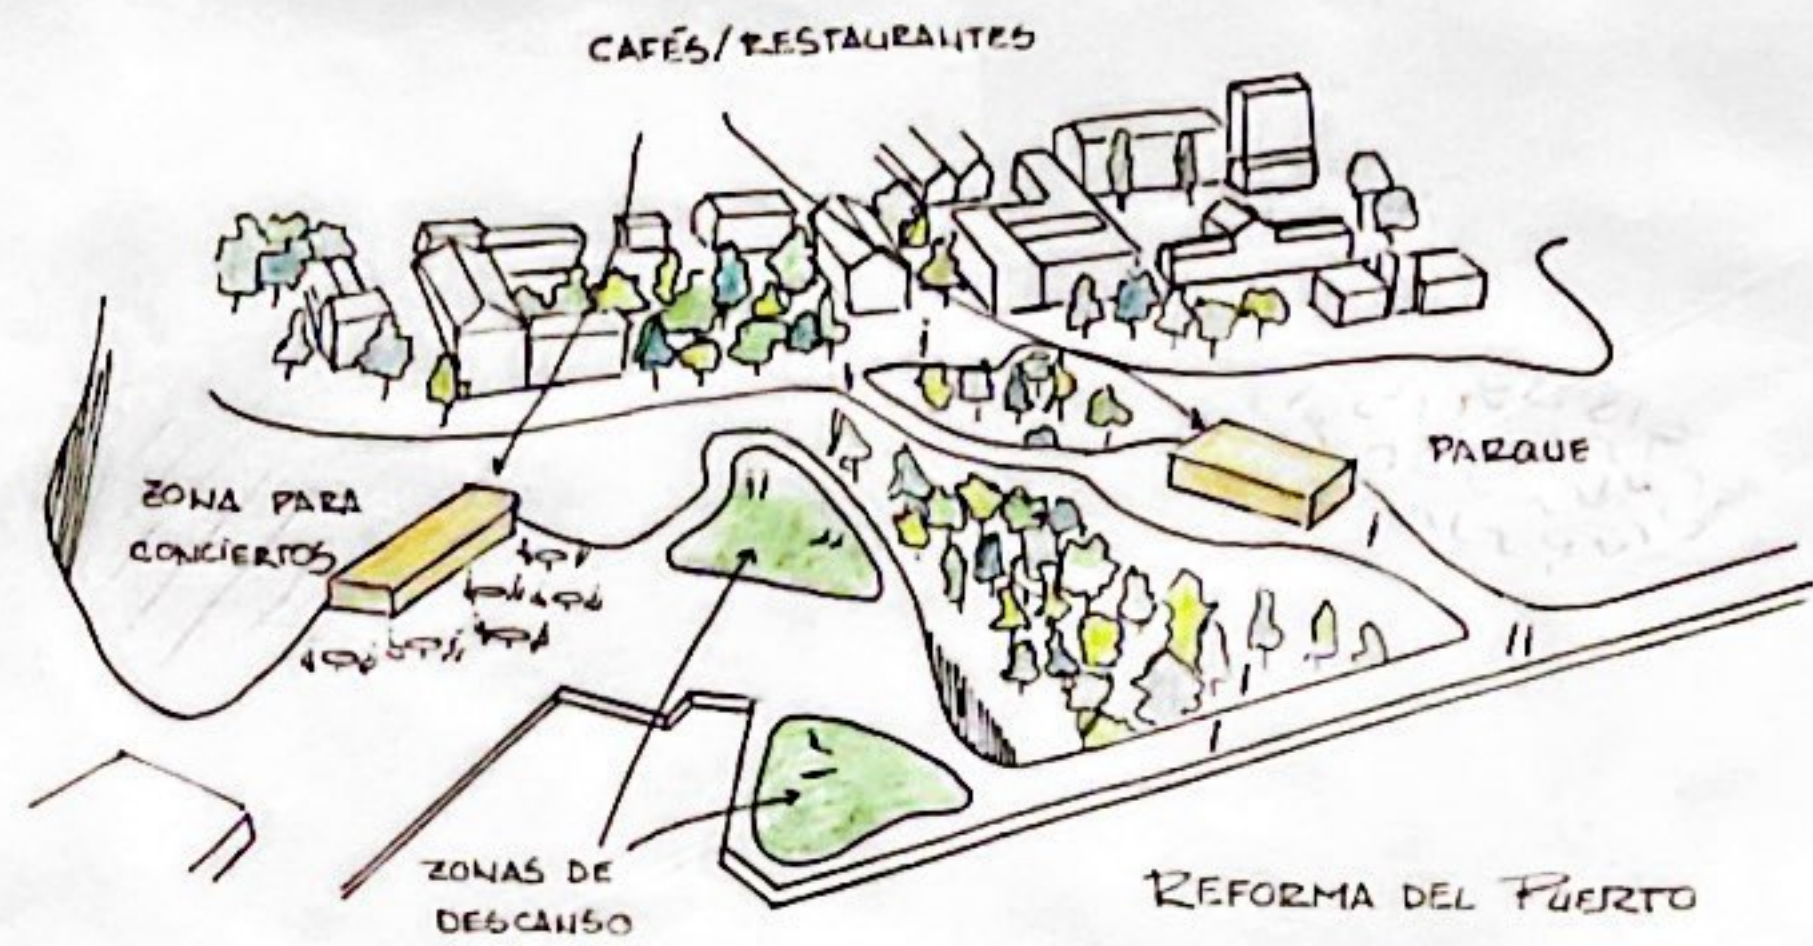 CAFÉS/RESTAURANTES
PARQUE
ZONA PARA
CONCIERTOS
ZONAS DE
DESCANSO
REFORMA DEL PUERTO